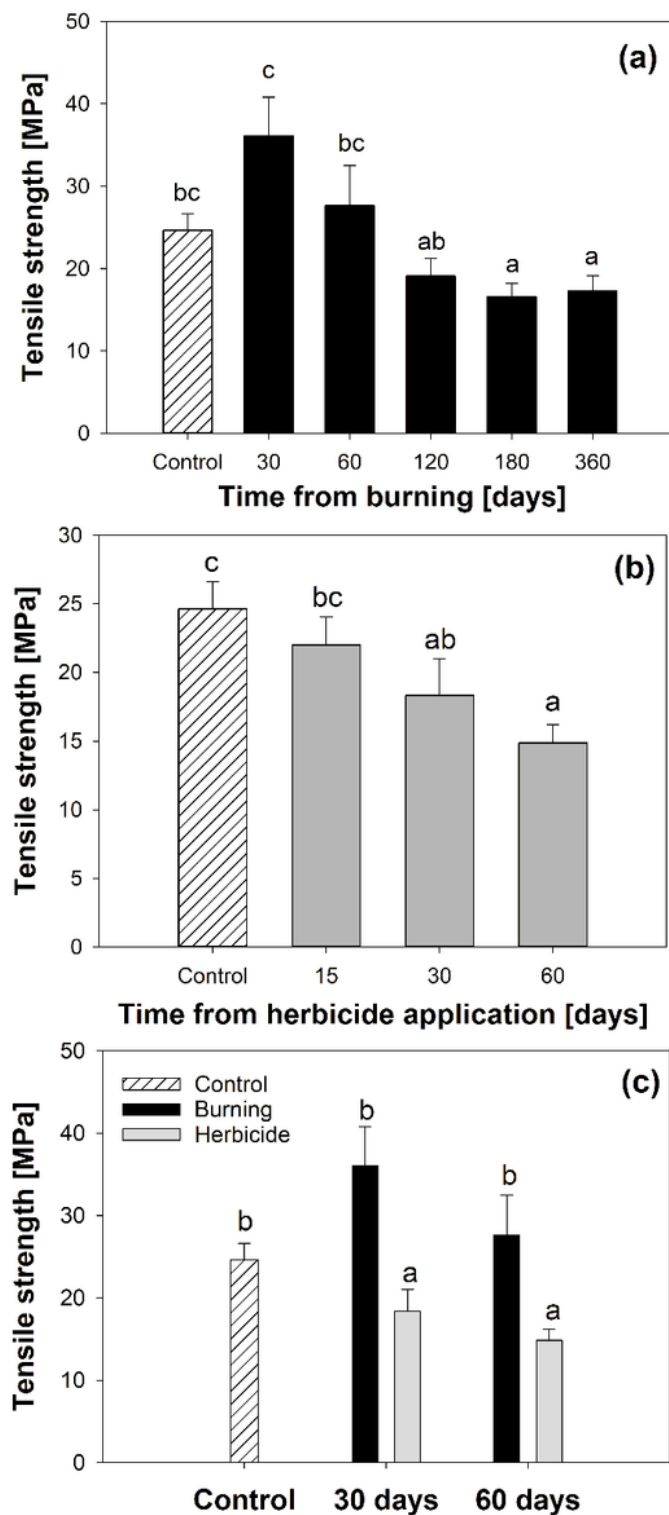 (a)
Tensile strength [MPa]
50
40
30
20
10
0
bc
c
bc
ab
a
a
Control 30 60 120 180 360
Time from burning [days]
(b)
Tensile strength [MPa]
30
25
20
15
10
5
0
c
bc
ab
a
Control 15 30 60
Time from herbicide application [days]
(c)
Tensile strength [MPa]
50
40
30
20
10
0
Control
Burning
Herbicide
b
b
a
b
a
Control 30 days 60 days